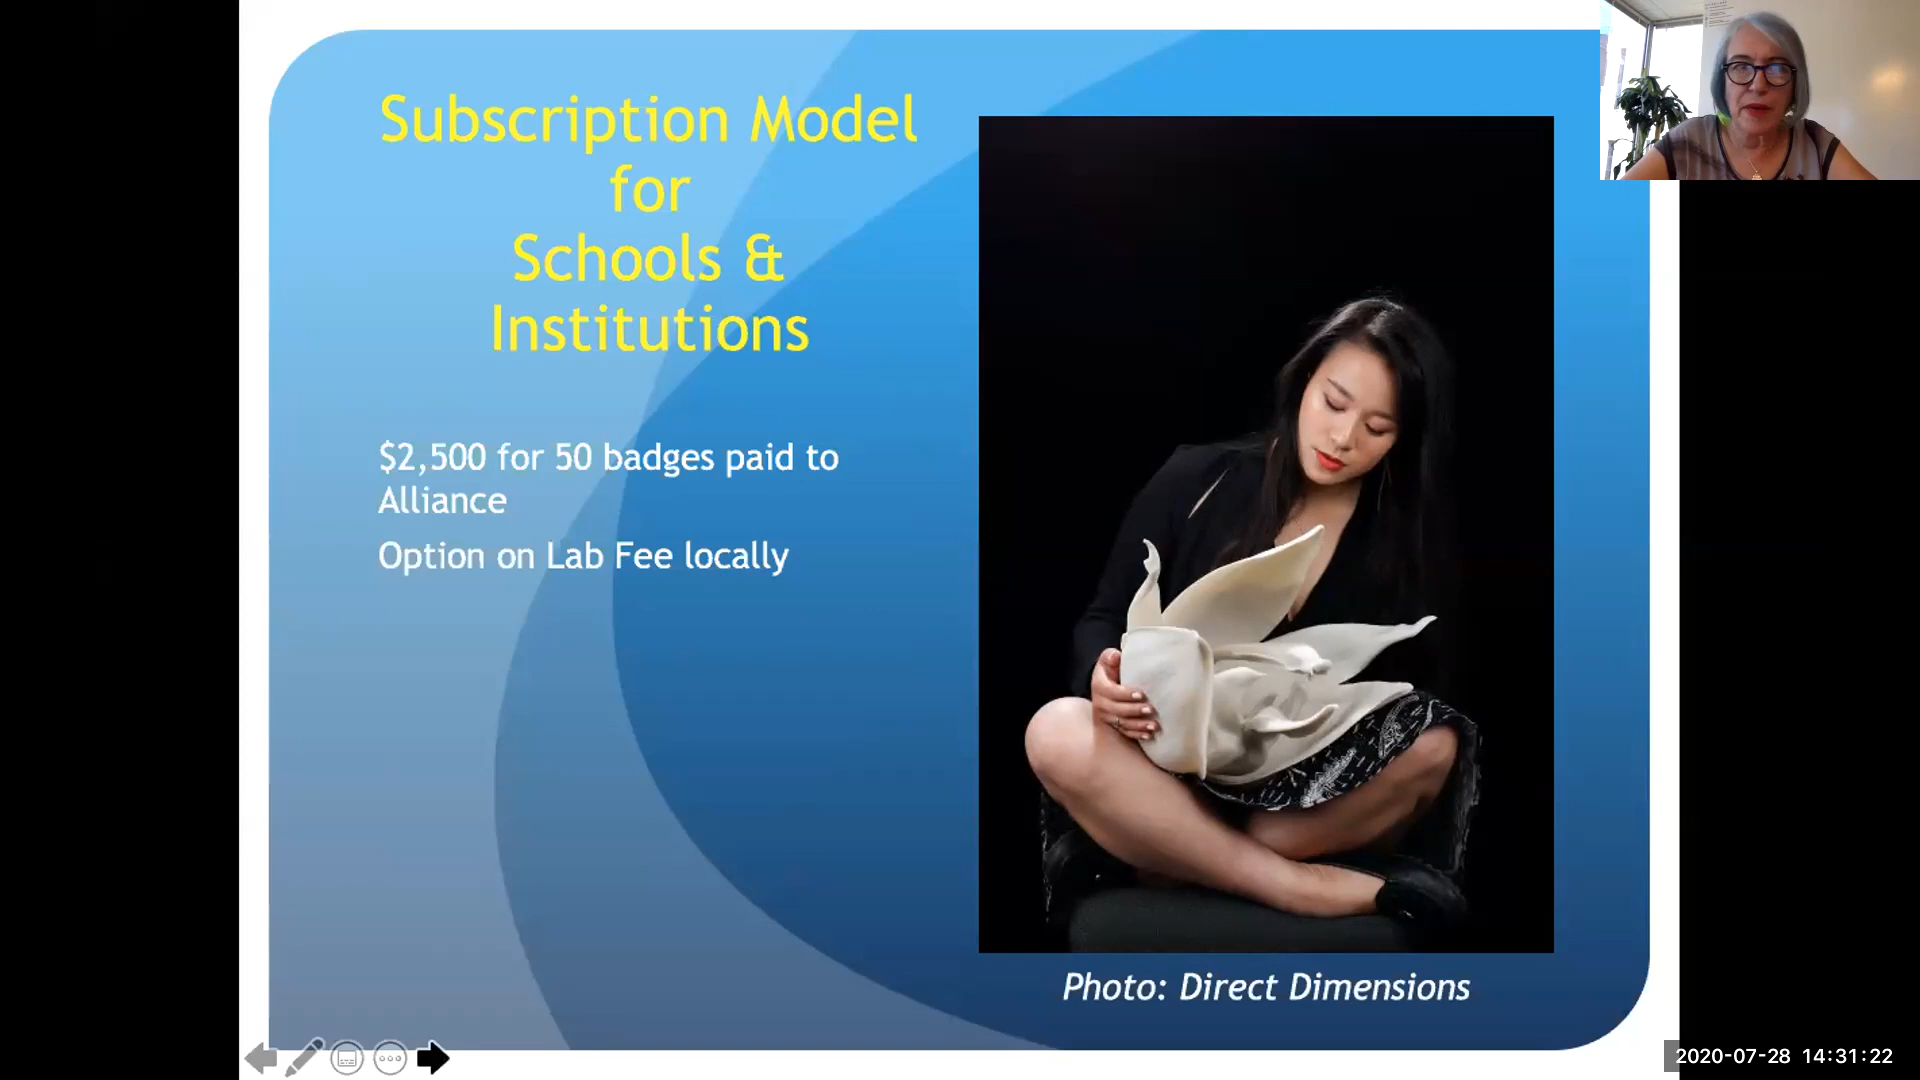 Subscription Model
for
Schools &
Institutions
$2,500 for 50 badges paid to
Alliance
Option on Lab Fee locally
Photo: Direct Dimensions
2020-07-28 14:31:22